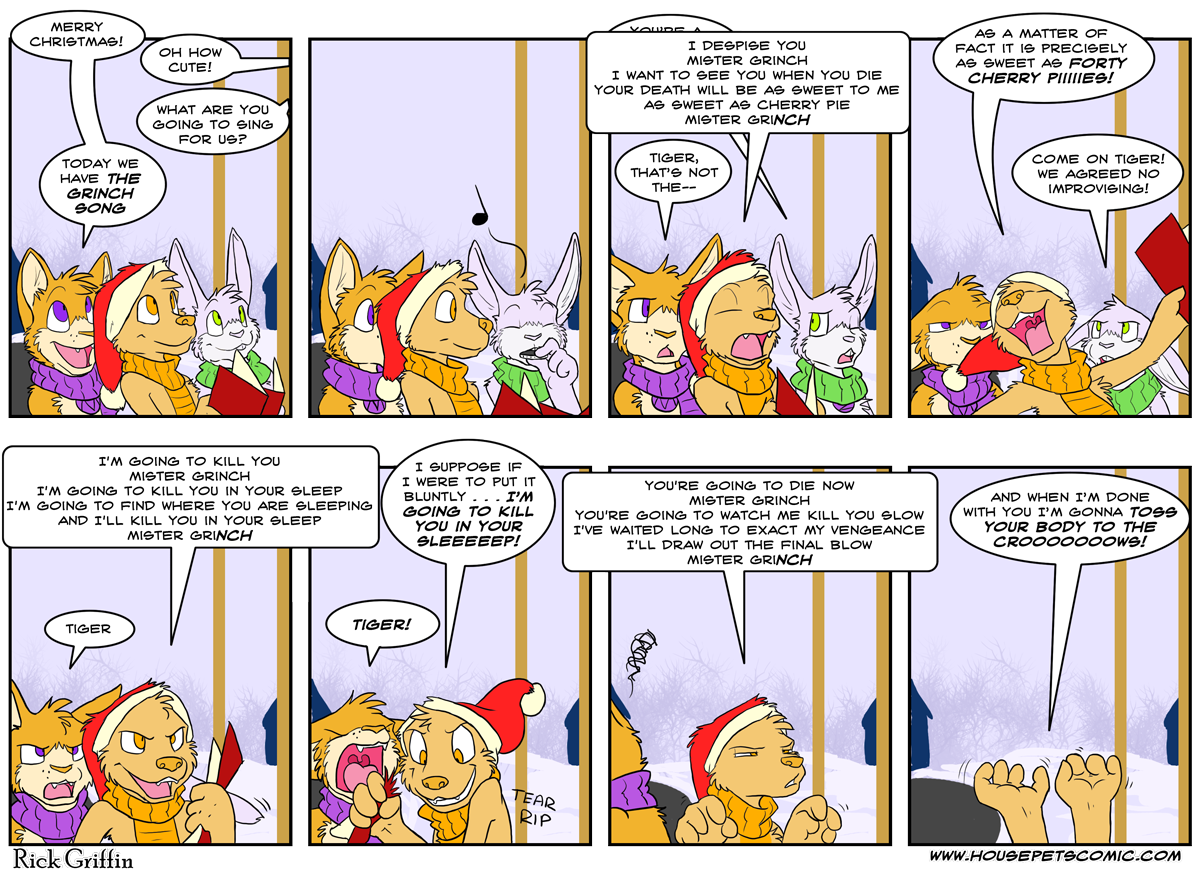 MERRY
CHRISTMAS!
OH HOW
CUTE!
WHAT ARE YOU
GOING TO SING
FOR US?
TODAY WE
HAVE THE
GRINCH
SONG
YOU'RE A
I DESPISE YOU
MISTER GRINCH
I WANT TO SEE YOU WHEN YOU DIE
YOUR DEATH WILL BE AS SWEET TO ME
AS SWEET AS CHERRY PIE
MISTER GRINCH
TIGER,
THAT'S NOT
THE--
AS A MATTER OF
FACT IT IS PRECISELY
AS SWEET AS FORTY
CHERRY PIIIIIES!
COME ON TIGER!
WE AGREED NO
IMPROVISING!
I'M GOING TO KILL YOU
MISTER GRINCH
I'M GOING TO KILL YOU IN YOUR SLEEP
I'M GOING TO FIND WHERE YOU ARE SLEEPING
AND I'LL KILL YOU IN YOUR SLEEP
MISTER GRINCH
TIGER
I SUPPOSE IF
I WERE TO PUT IT
BLUNTLY . . . I'M
GOING TO KILL
YOU IN YOUR
SLEEEEEP!
TIGER!
TEAR
RIP
YOU'RE GOING TO DIE NOW
MISTER GRINCH
YOU'RE GOING TO WATCH ME KILL YOU SLOW
I'VE WAITED LONG TO EXACT MY VENGEANCE
I'LL DRAW OUT THE FINAL BLOW
MISTER GRINCH
AND WHEN I'M DONE
WITH YOU I'M GONNA TOSS
YOUR BODY TO THE
CROOOOOOOWS!
Rick Griffin
WWW.HOUSEPETSCOMIC.COM